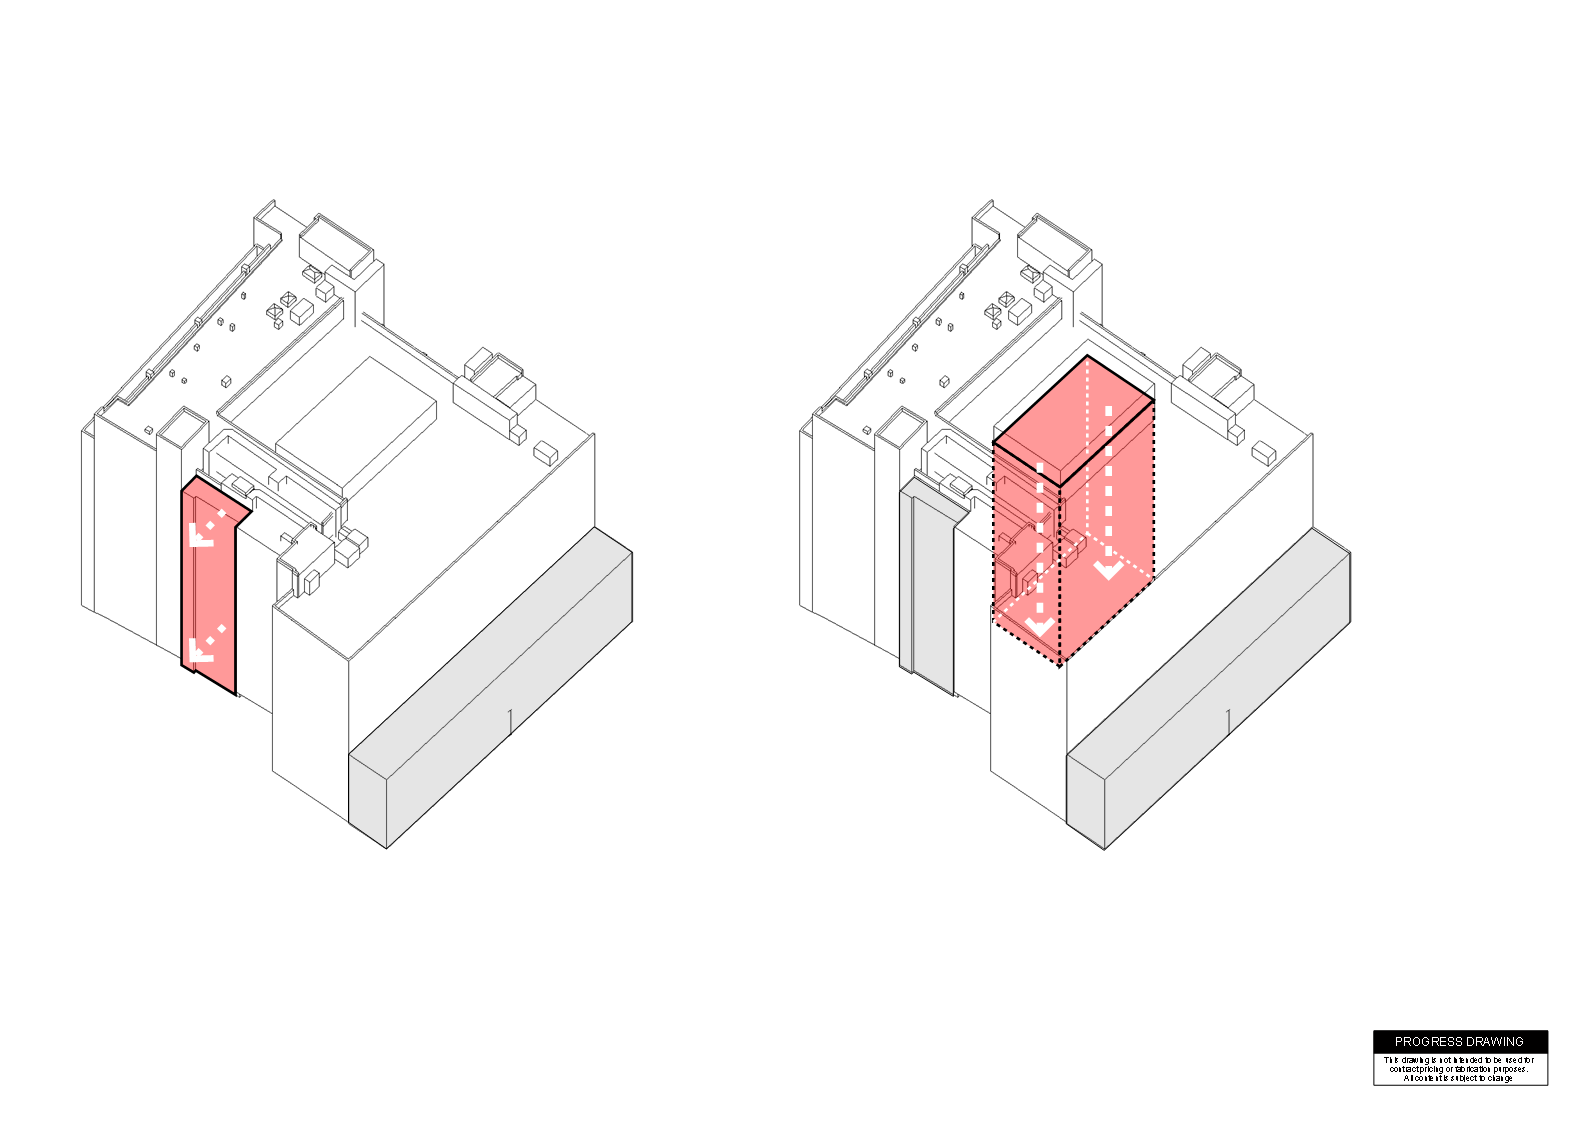 PROGRESS DRAWING
This drawing is not intended to be used for
contract pricing or fabrication purposes.
All content is subject to change